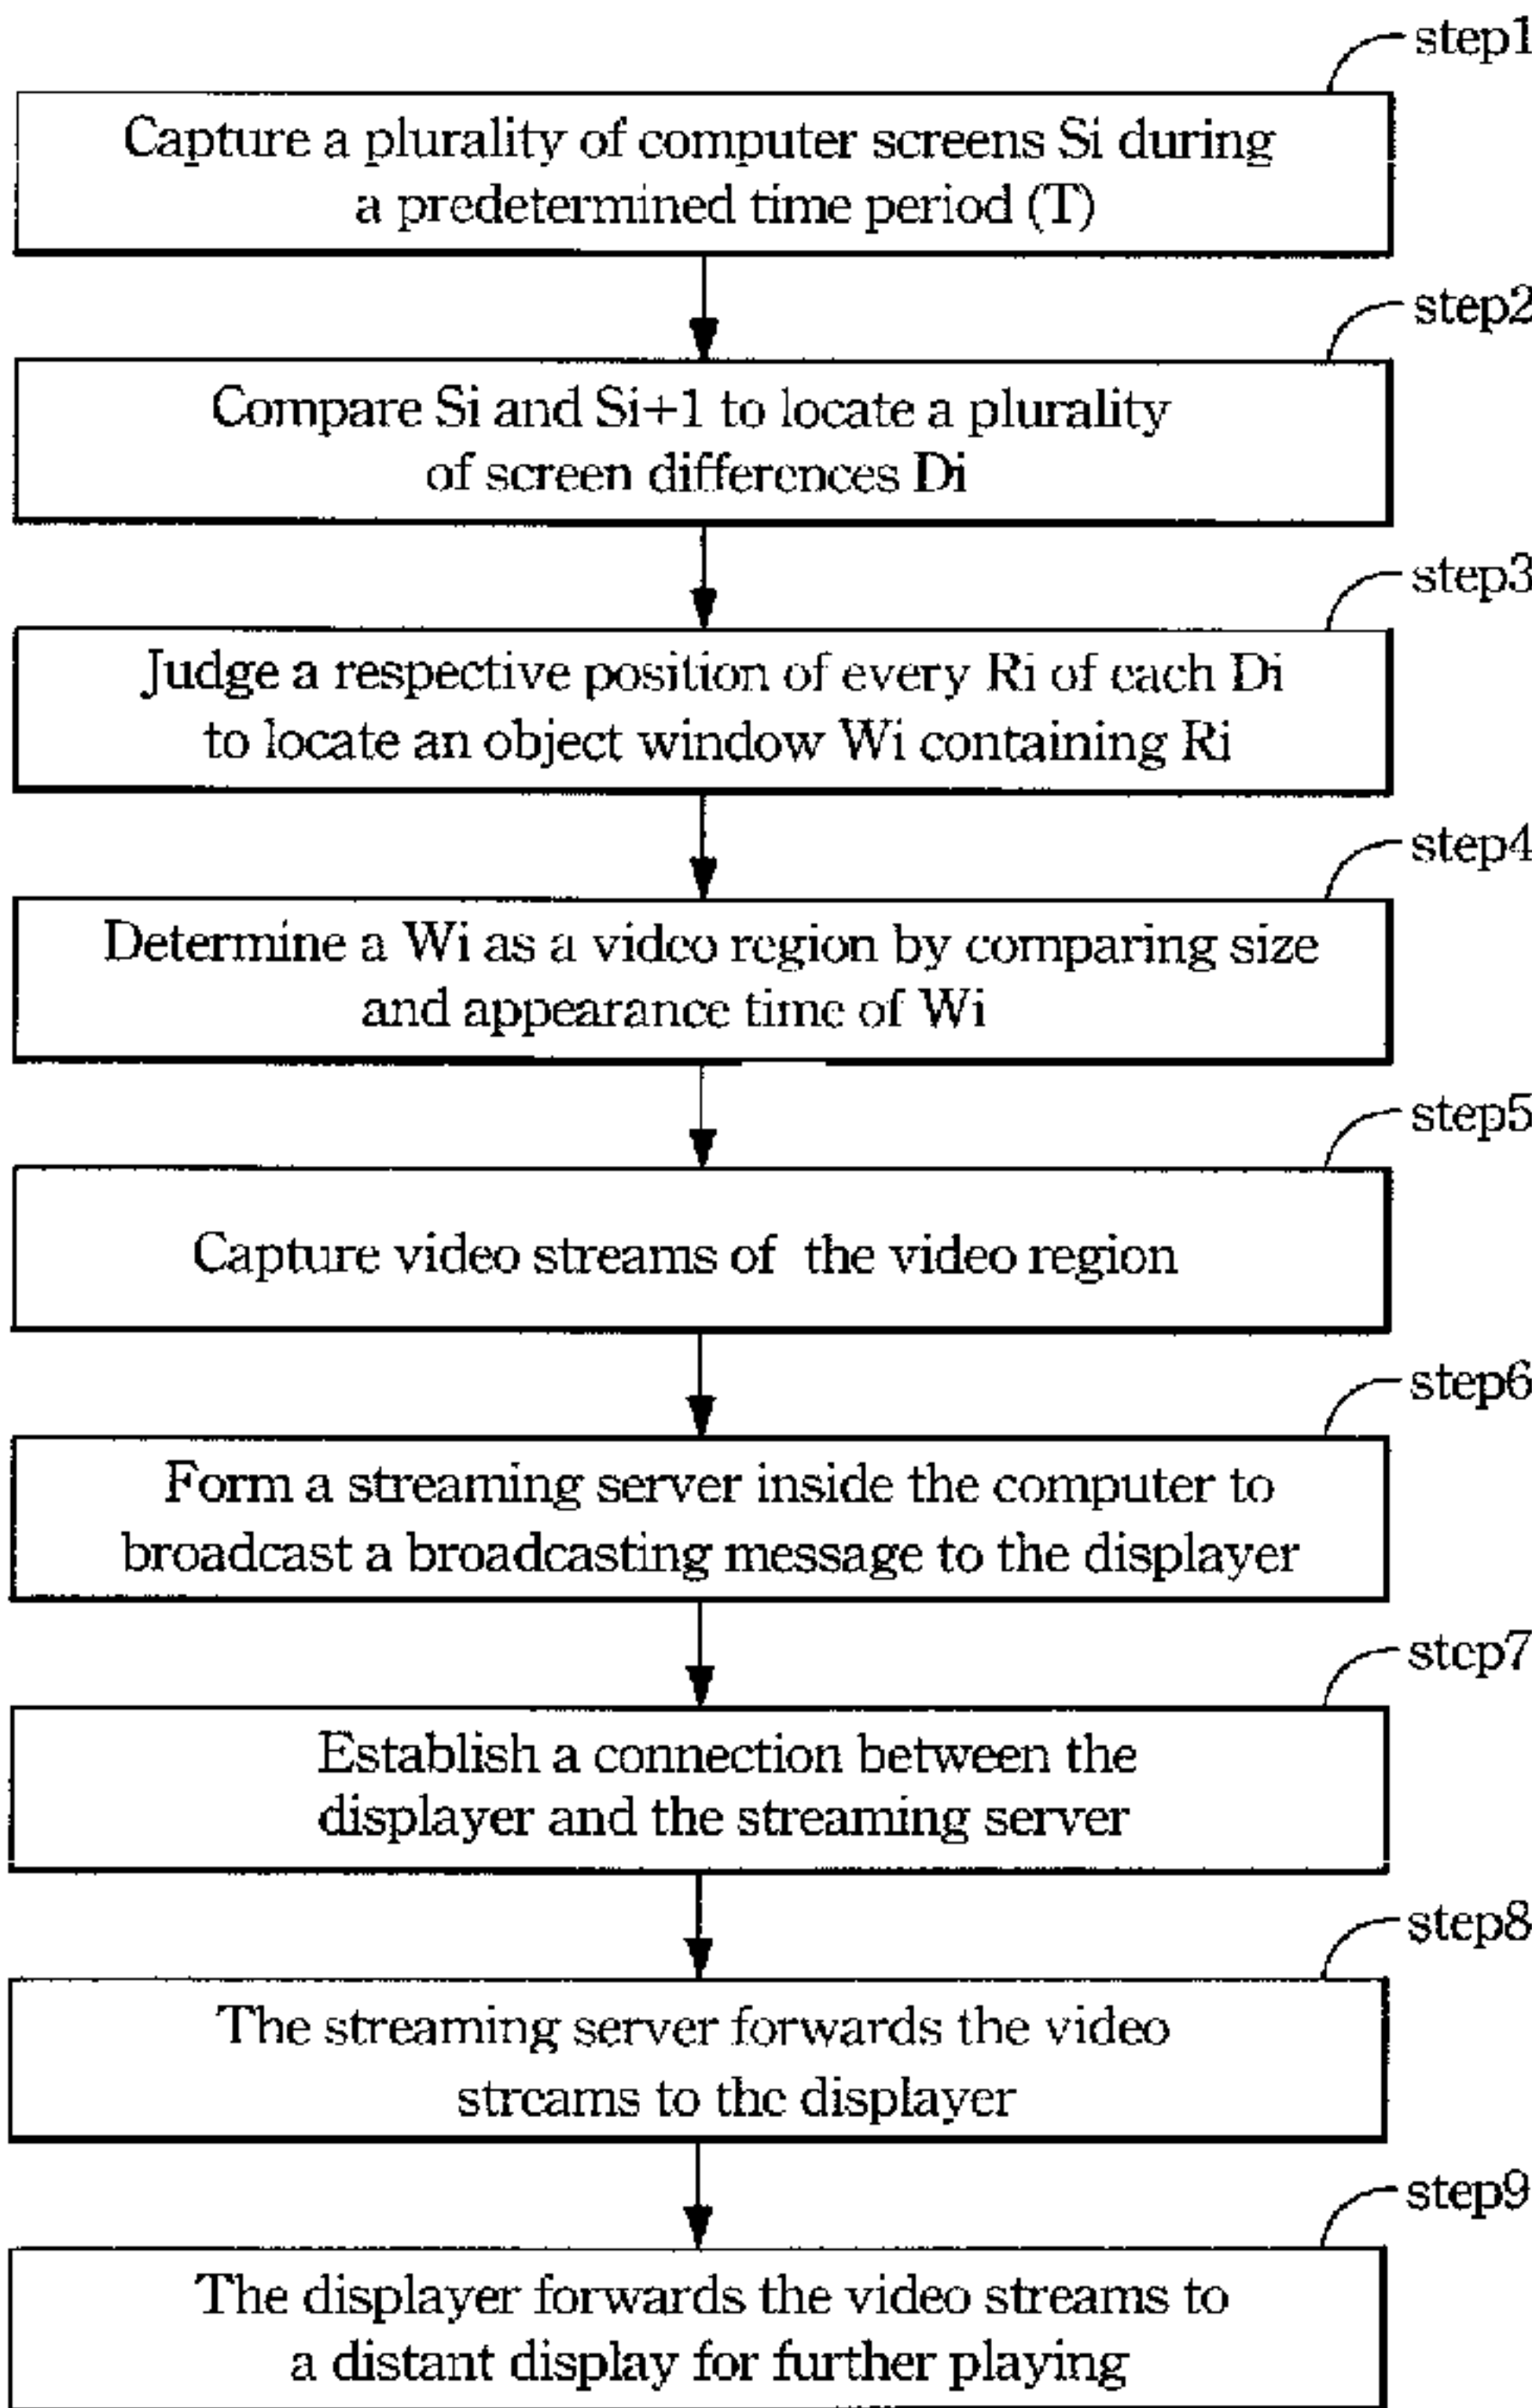 step1
Capture a plurality of computer screens Si during
a predetermined time period (T)
step2
Compare Si and Si+1 to locate a plurality
of screen differences Di
step3
Judge a respective position of every Ri of each Di
to locate an object window Wi containing Ri
step4
Determine a Wi as a video region by comparing size
and appearance time of Wi
step5
Capture video streams of the video region
step6
Form a streaming server inside the computer to
broadcast a broadcasting message to the displayer
step7
Establish a connection between the
displayer and the streaming server
step8
The streaming server forwards the video
streams to the displayer
step9
The displayer forwards the video streams to
a distant display for further playing